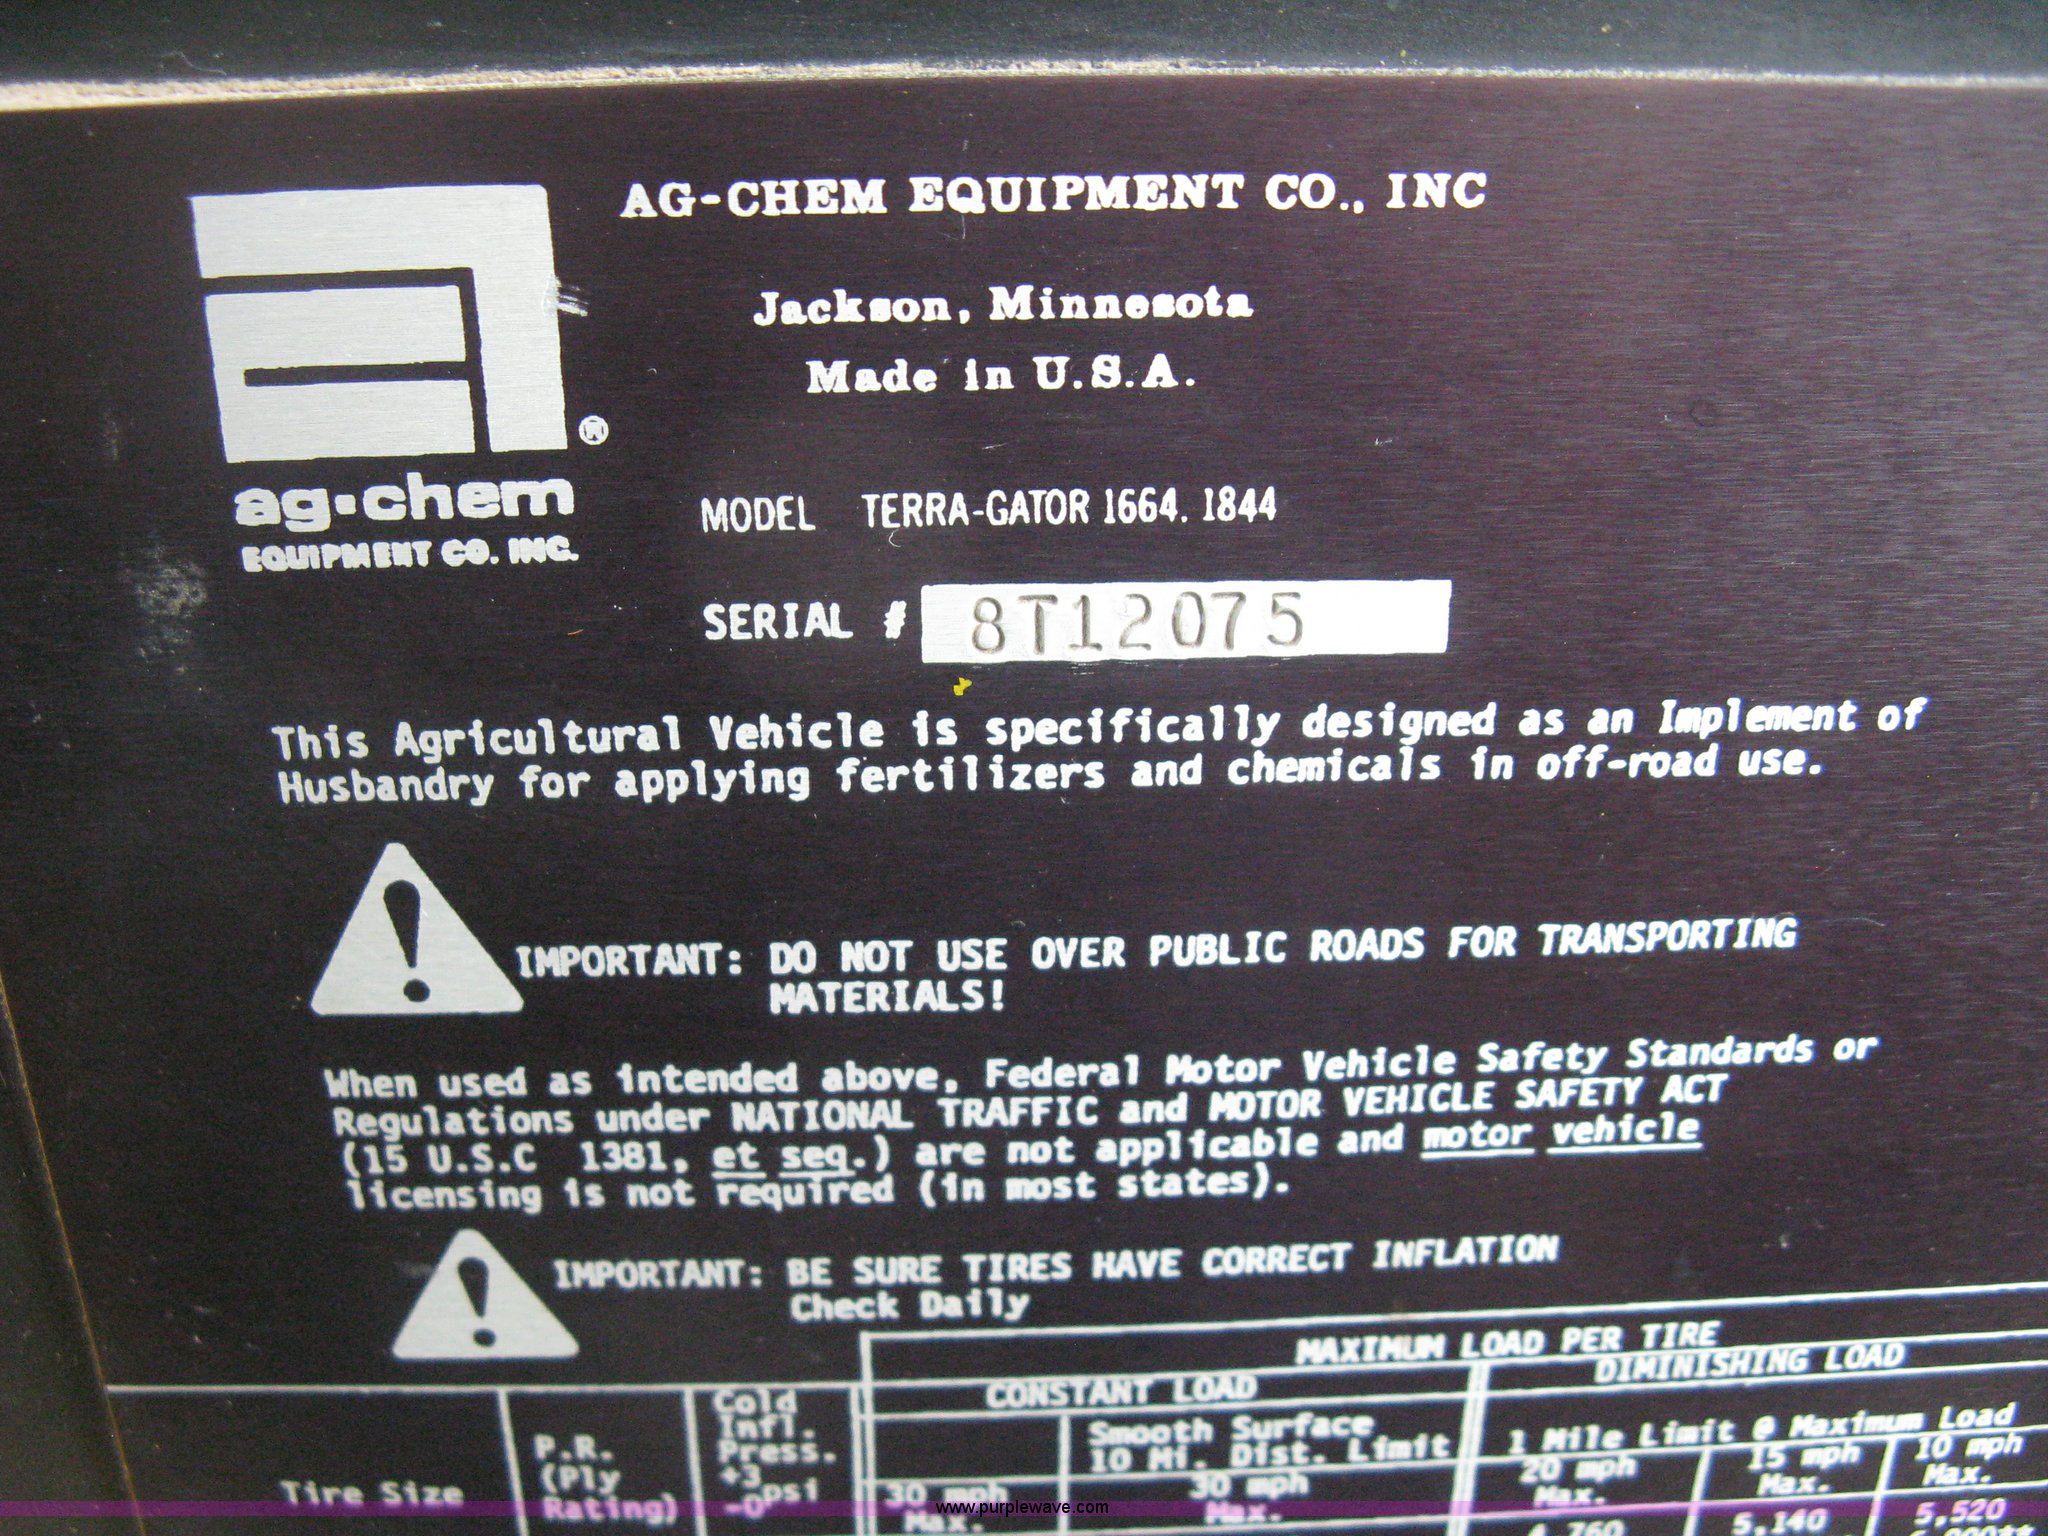 AG-CHEM EQUIPMENT CO., INC
Jackson, Minnesota
Made in U.S.A.
®
ag·chem
EQUIPMENT CO. INC.
MODEL TERRA-GATOR 1664. 1844
SERIAL # 8T12075
This Agricultural Vehicle is specifically designed as an Implement of
Husbandry for applying fertilizers and chemicals in off-road use.
IMPORTANT: DO NOT USE OVER PUBLIC ROADS FOR TRANSPORTING
MATERIALS!
When used as intended above, Federal Motor Vehicle Safety Standards or
Regulations under NATIONAL TRAFFIC and MOTOR VEHICLE SAFETY ACT
(15 U.S.C 1381, et seq.) are not applicable and motor vehicle
licensing is not required (in most states).
IMPORTANT: BE SURE TIRES HAVE CORRECT INFLATION
Check Daily
MAXIMUM LOAD PER TIRE
CONSTANT LOAD
DIMINISHING LOAD
Tire Size
P.R.
(Ply
Rating)
Cold
Infl.
Press.
+3
-0 psi
30 mph
Max.
Smooth Surface
10 Mi. Dist. Limit
30 mph
Max.
1 Mile Limit @ Maximum Load
20 mph
Max.
15 mph
Max.
10 mph
Max.
4,760
5,140
5,520
www.purplewave.com